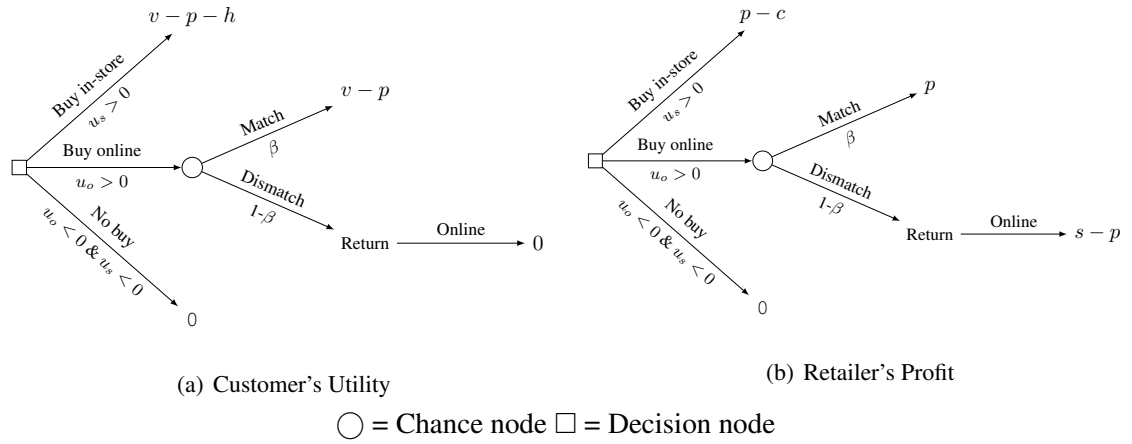 v − p − h
Buy in-store
u_s > 0
v − p
Match
β
Buy online
u_o > 0
Dismatch
1-β
Return
Online
0
No buy
u_o < 0 & u_s < 0
0
(a) Customer's Utility
p − c
Buy in-store
u_s > 0
p
Match
β
Buy online
u_o > 0
Dismatch
1-β
Return
Online
s − p
No buy
u_o < 0 & u_s < 0
0
(b) Retailer's Profit
= Chance node = Decision node